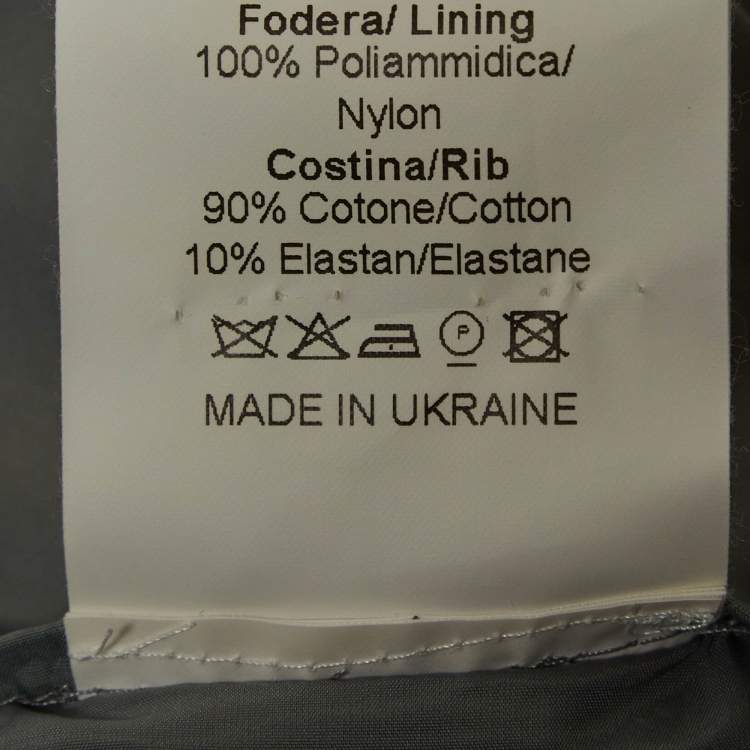 Fodera/ Lining
100% Poliammidica/
Nylon
Costina/Rib
90% Cotone/Cotton
10% Elastan/Elastane
P
MADE IN UKRAINE